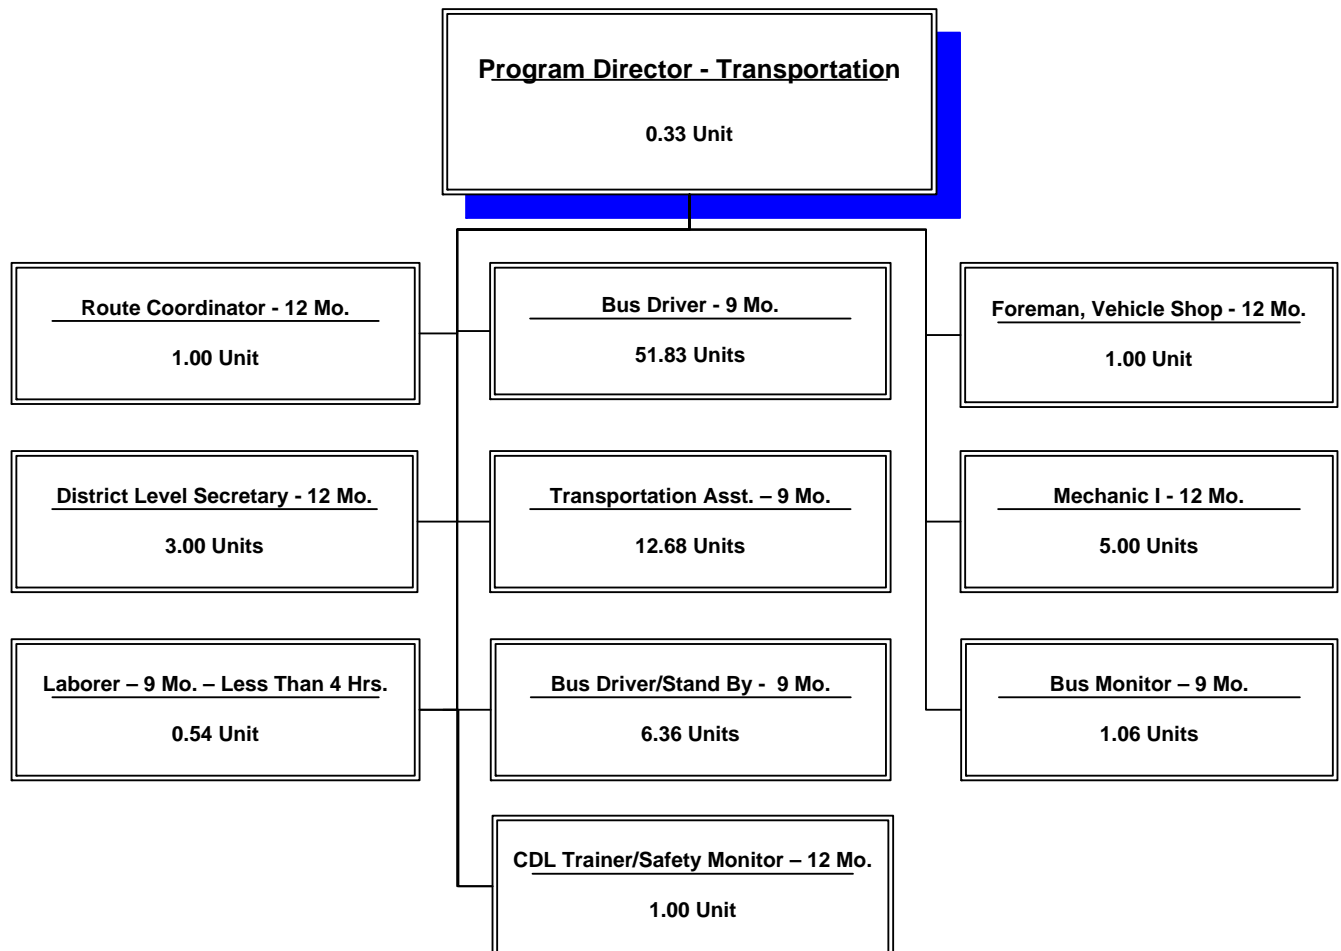 Program Director - Transportation
0.33 Unit
Route Coordinator - 12 Mo.
1.00 Unit
Bus Driver - 9 Mo.
51.83 Units
Foreman, Vehicle Shop - 12 Mo.
1.00 Unit
District Level Secretary - 12 Mo.
3.00 Units
Transportation Asst. – 9 Mo.
12.68 Units
Mechanic I - 12 Mo.
5.00 Units
Laborer – 9 Mo. – Less Than 4 Hrs.
0.54 Unit
Bus Driver/Stand By -  9 Mo.
6.36 Units
Bus Monitor – 9 Mo.
1.06 Units
CDL Trainer/Safety Monitor – 12 Mo.
1.00 Unit